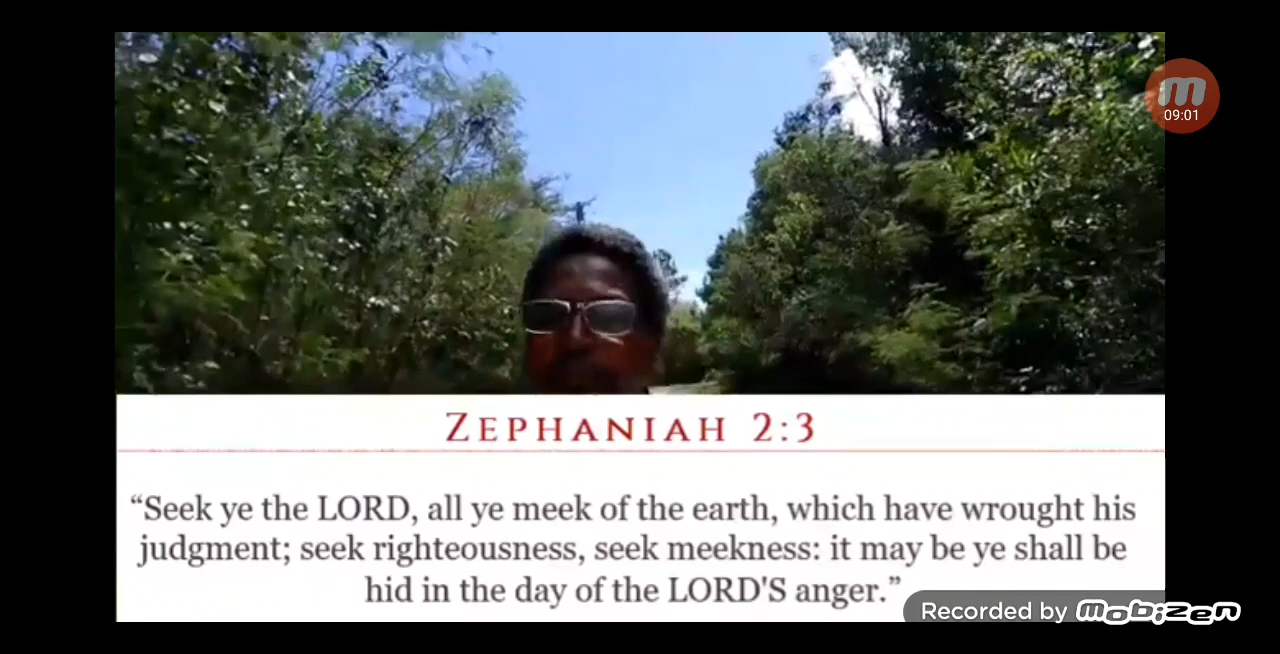 09:01
ZEPHANIAH 2:3
“Seek ye the LORD, all ye meek of the earth, which have wrought his
judgment; seek righteousness, seek meekness: it may be ye shall be
hid in the day of the LORD'S anger.”
Recorded by mobizen